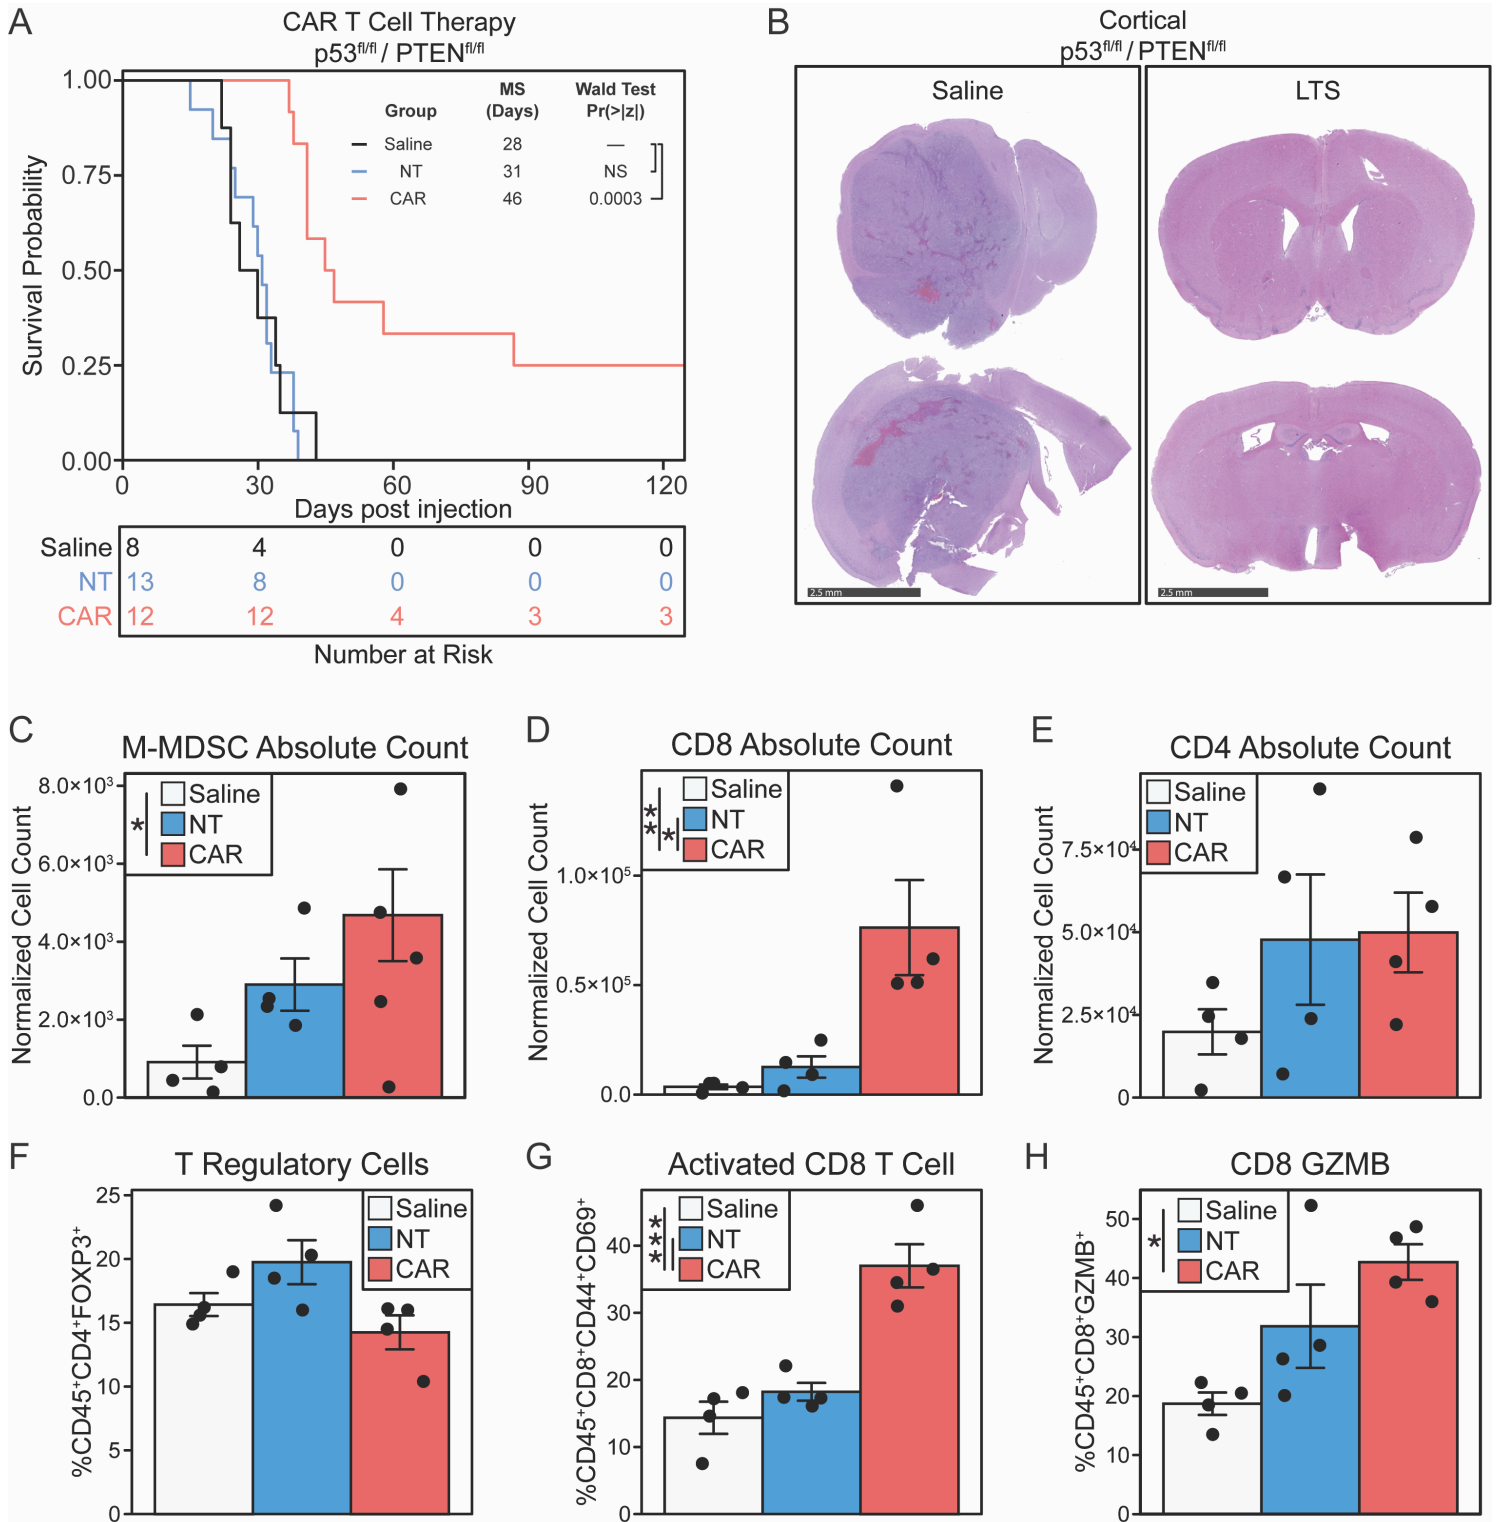 A
CAR T Cell Therapy
p53fl/fl / PTENfl/fl
Survival Probability
1.00
0.75
0.50
0.25
0.00
Group MS (Days) Wald Test Pr(>|z|)
Saline 28 —
NT 31 NS
CAR 46 0.0003
0 30 60 90 120
Days post injection
Saline 8 4 0 0 0
NT 13 8 0 0 0
CAR 12 12 4 3 3
Number at Risk
B
Cortical
p53fl/fl / PTENfl/fl
Saline
2.5 mm
LTS
2.5 mm
C
M-MDSC Absolute Count
Normalized Cell Count
8.0×10³
6.0×10³
4.0×10³
2.0×10³
0.0
*
Saline
NT
CAR
D
CD8 Absolute Count
Normalized Cell Count
1.0×10⁵
0.5×10⁵
0.0
**
*
Saline
NT
CAR
E
CD4 Absolute Count
Normalized Cell Count
7.5×10⁴
5.0×10⁴
2.5×10⁴
0
Saline
NT
CAR
F
T Regulatory Cells
%CD45⁺CD4⁺FOXP3⁺
25
20
15
10
5
0
Saline
NT
CAR
G
Activated CD8 T Cell
%CD45⁺CD8⁺CD44⁺CD69⁺
40
30
20
10
0
***
Saline
NT
CAR
H
CD8 GZMB
%CD45⁺CD8⁺GZMB⁺
50
40
30
20
10
0
*
Saline
NT
CAR